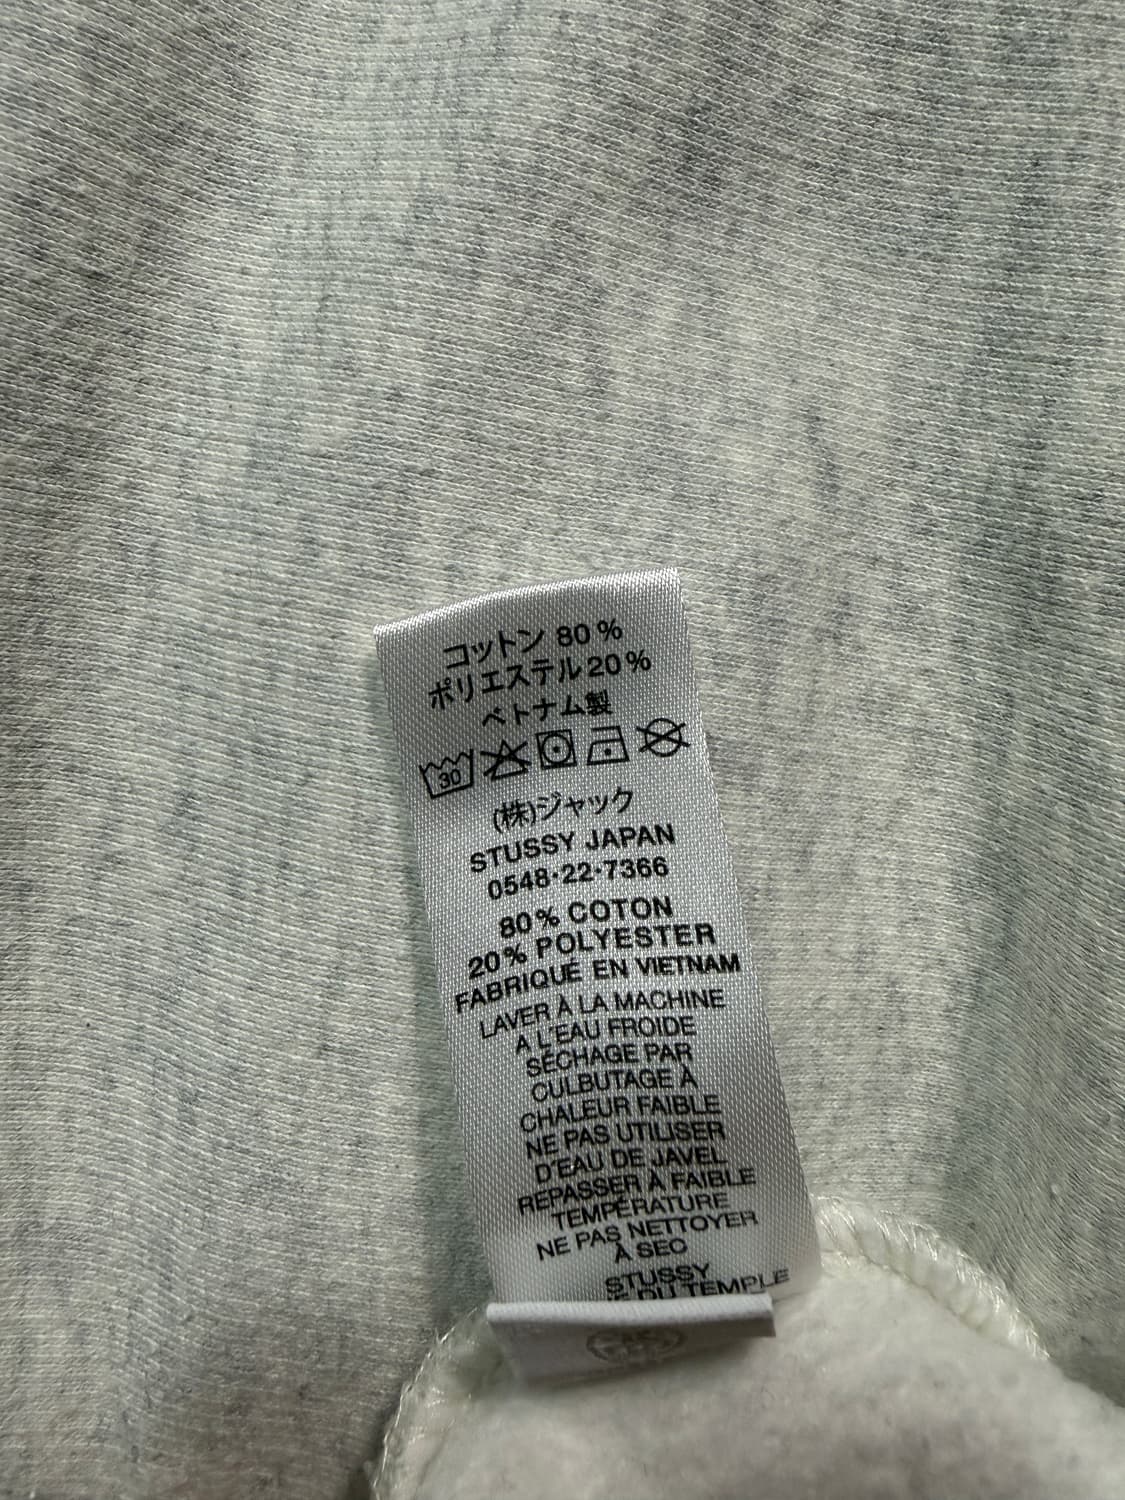 コットン 80%
ポリエステル 20%
ベトナム製
30
(株)ジャック
STUSSY JAPAN
0548·22·7366
80% COTON
20% POLYESTER
FABRIQUÉ EN VIETNAM
LAVER À LA MACHINE
A L'EAU FROIDE
SÉCHAGE PAR
CULBUTAGE À
CHALEUR FAIBLE
NE PAS UTILISER
D'EAU DE JAVEL
REPASSER À FAIBLE
TEMPÉRATURE
NE PAS NETTOYER
À SEC
STUSSY
DU TEMPLE